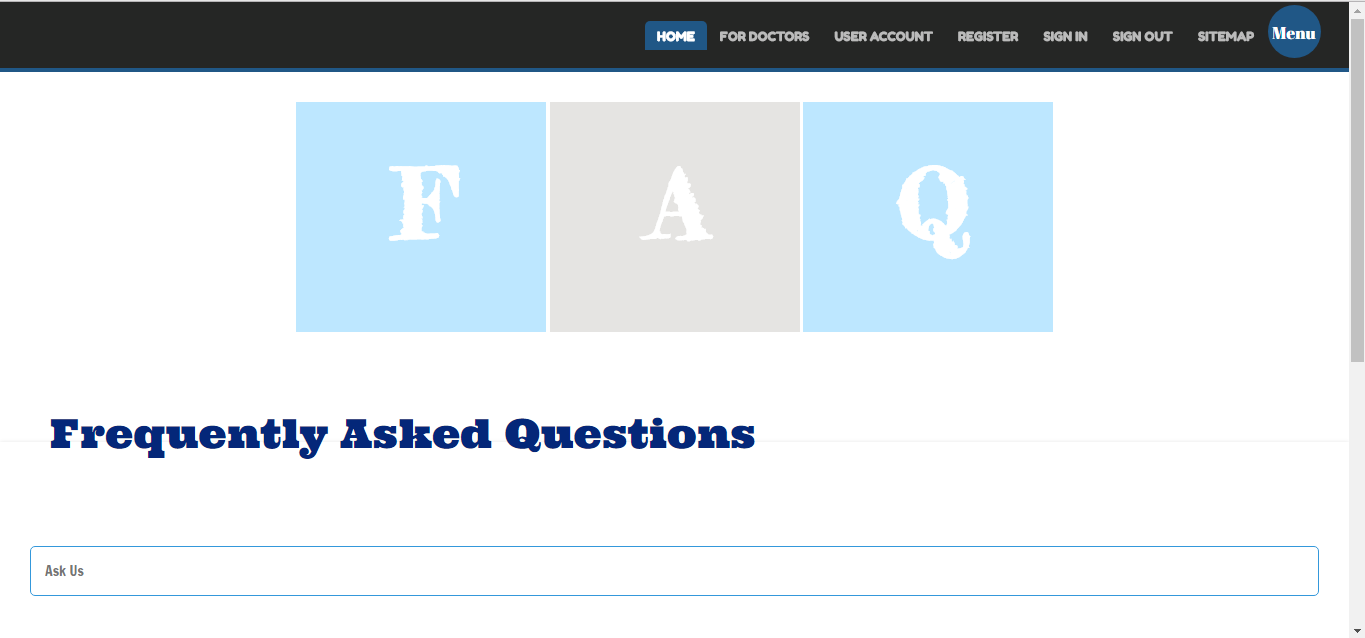 HOME FOR DOCTORS USER ACCOUNT REGISTER SIGN IN SIGN OUT SITEMAP Menu
F A Q
Frequently Asked Questions
Ask Us